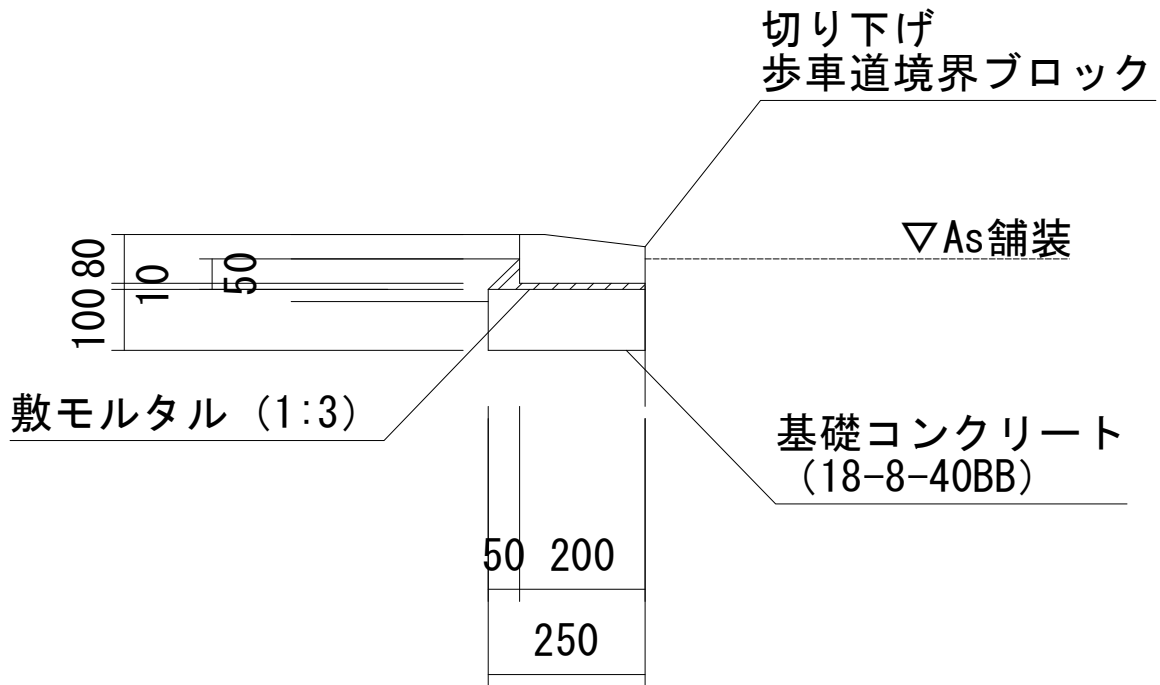 切り下げ
歩車道境界ブロック
▽As舗装
80
10
50
100
敷モルタル（1:3）
基礎コンクリート
（18-8-40BB）
50 200
250